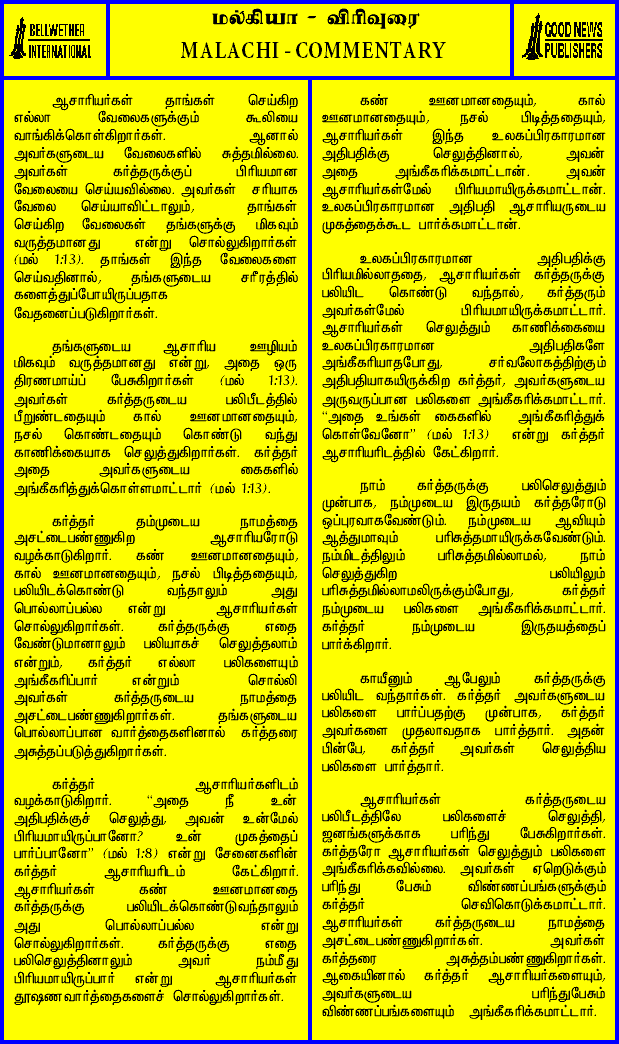 BELLWETHER
INTERNATIONAL
மல்கியா - விரிவுரை
MALACHI - COMMENTARY
GOOD NEWS
PUBLISHERS
ஆசாரியர்கள் தாங்கள் செய்கிற
எல்லா வேலைகளுக்கும் கூலியை
வாங்கிக்கொள்கிறார்கள். ஆனால்
அவர்களுடைய வேலைகளில் சுத்தமில்லை.
அவர்கள் கர்த்தருக்குப் பிரியமான
வேலையை செய்யவில்லை. அவர்கள் சரியாக
வேலை செய்யாவிட்டாலும், தாங்கள்
செய்கிற வேலைகள் தங்களுக்கு மிகவும்
வருத்தமானது என்று சொல்லுகிறார்கள்
(மல் 1:13). தாங்கள் இந்த வேலைகளை
செய்வதினால், தங்களுடைய சரீரத்தில்
களைத்துப்போயிருப்பதாக
வேதனைப்படுகிறார்கள்.
தங்களுடைய ஆசாரிய ஊழியம்
மிகவும் வருத்தமானது என்று, அதை ஒரு
திரணமாய்ப் பேசுகிறார்கள் (மல் 1:13).
அவர்கள் கர்த்தருடைய பலிபீடத்தில்
பீறுண்டதையும் கால் ஊனமானதையும்,
நசல் கொண்டதையும் கொண்டு வந்து
காணிக்கையாக செலுத்துகிறார்கள். கர்த்தர்
அதை அவர்களுடைய கைகளில்
அங்கீகரித்துக்கொள்ளமாட்டார் (மல் 1:13).
கர்த்தர் தம்முடைய நாமத்தை
அசட்டைபண்ணுகிற ஆசாரியரோடு
வழக்காடுகிறார். கண் ஊனமானதையும்,
கால் ஊனமானதையும், நசல் பிடித்ததையும்,
பலியிடக்கொண்டு வந்தாலும் அது
பொல்லாப்பல்ல என்று ஆசாரியர்கள்
சொல்லுகிறார்கள். கர்த்தருக்கு எதை
வேண்டுமானாலும் பலியாகச் செலுத்தலாம்
என்றும், கர்த்தர் எல்லா பலிகளையும்
அங்கீகரிப்பார் என்றும் சொல்லி
அவர்கள் கர்த்தருடைய நாமத்தை
அசட்டைபண்ணுகிறார்கள். தங்களுடைய
பொல்லாப்பான வார்த்தைகளினால் கர்த்தரை
அசுத்தப்படுத்துகிறார்கள்.
கர்த்தர் ஆசாரியர்களிடம்
வழக்காடுகிறார். “அதை நீ உன்
அதிபதிக்குச் செலுத்து, அவன் உன்மேல்
பிரியமாயிருப்பானோ? உன் முகத்தைப்
பார்ப்பானோ” (மல் 1:8) என்று சேனைகளின்
கர்த்தர் ஆசாரியரிடம் கேட்கிறார்.
ஆசாரியர்கள் கண் ஊனமானதை
கர்த்தருக்கு பலியிடக்கொண்டுவந்தாலும்
அது பொல்லாப்பல்ல என்று
சொல்லுகிறார்கள். கர்த்தருக்கு எதை
பலிசெலுத்தினாலும் அவர் நம்மீது
பிரியமாயிருப்பார் என்று ஆசாரியர்கள்
தூஷணவார்த்தைகளைச் சொல்லுகிறார்கள்.
கண் ஊனமானதையும், கால்
ஊனமானதையும், நசல் பிடித்ததையும்,
ஆசாரியர்கள் இந்த உலகப்பிரகாரமான
அதிபதிக்கு செலுத்தினால், அவன்
அதை அங்கீகரிக்கமாட்டான். அவன்
ஆசாரியர்கள்மேல் பிரியமாயிருக்கமாட்டான்.
உலகப்பிரகாரமான அதிபதி ஆசாரியருடைய
முகத்தைக்கூட பார்க்கமாட்டான்.
உலகப்பிரகாரமான அதிபதிக்கு
பிரியமில்லாததை, ஆசாரியர்கள் கர்த்தருக்கு
பலியிட கொண்டு வந்தால், கர்த்தரும்
அவர்கள்மேல் பிரியமாயிருக்கமாட்டார்.
ஆசாரியர்கள் செலுத்தும் காணிக்கையை
உலகப்பிரகாரமான அதிபதிகளே
அங்கீகரியாதபோது, சர்வலோகத்திற்கும்
அதிபதியாகயிருக்கிற கர்த்தர், அவர்களுடைய
அருவருப்பான பலிகளை அங்கீகரிக்கமாட்டார்.
“அதை உங்கள் கைகளில் அங்கீகரித்துக்
கொள்வேனோ” (மல் 1:13) என்று கர்த்தர்
ஆசாரியரிடத்தில் கேட்கிறார்.
நாம் கர்த்தருக்கு பலிசெலுத்தும்
முன்பாக, நம்முடைய இருதயம் கர்த்தரோடு
ஒப்புரவாகவேண்டும். நம்முடைய ஆவியும்
ஆத்துமாவும் பரிசுத்தமாயிருக்கவேண்டும்.
நம்மிடத்திலும் பரிசுத்தமில்லாமல், நாம்
செலுத்துகிற பலியிலும்
பரிசுத்தமில்லாமலிருக்கும்போது, கர்த்தர்
நம்முடைய பலிகளை அங்கீகரிக்கமாட்டார்.
கர்த்தர் நம்முடைய இருதயத்தைப்
பார்க்கிறார்.
காயீனும் ஆபேலும் கர்த்தருக்கு
பலியிட வந்தார்கள். கர்த்தர் அவர்களுடைய
பலிகளை பார்ப்பதற்கு முன்பாக, கர்த்தர்
அவர்களை முதலாவதாக பார்த்தார். அதன்
பின்பே, கர்த்தர் அவர்கள் செலுத்திய
பலிகளை பார்த்தார்.
ஆசாரியர்கள் கர்த்தருடைய
பலிபீடத்திலே பலிகளைச் செலுத்தி,
ஜனங்களுக்காக பரிந்து பேசுகிறார்கள்.
கர்த்தரோ ஆசாரியர்கள் செலுத்தும் பலிகளை
அங்கீகரிக்கவில்லை. அவர்கள் ஏறெடுக்கும்
பரிந்து பேசும் விண்ணப்பங்களுக்கும்
கர்த்தர் செவிகொடுக்கமாட்டார்.
ஆசாரியர்கள் கர்த்தருடைய நாமத்தை
அசட்டைபண்ணுகிறார்கள். அவர்கள்
கர்த்தரை அசுத்தம்பண்ணுகிறார்கள்.
ஆகையினால் கர்த்தர் ஆசாரியர்களையும்,
அவர்களுடைய பரிந்துபேசும்
விண்ணப்பங்களையும் அங்கீகரிக்கமாட்டார்.